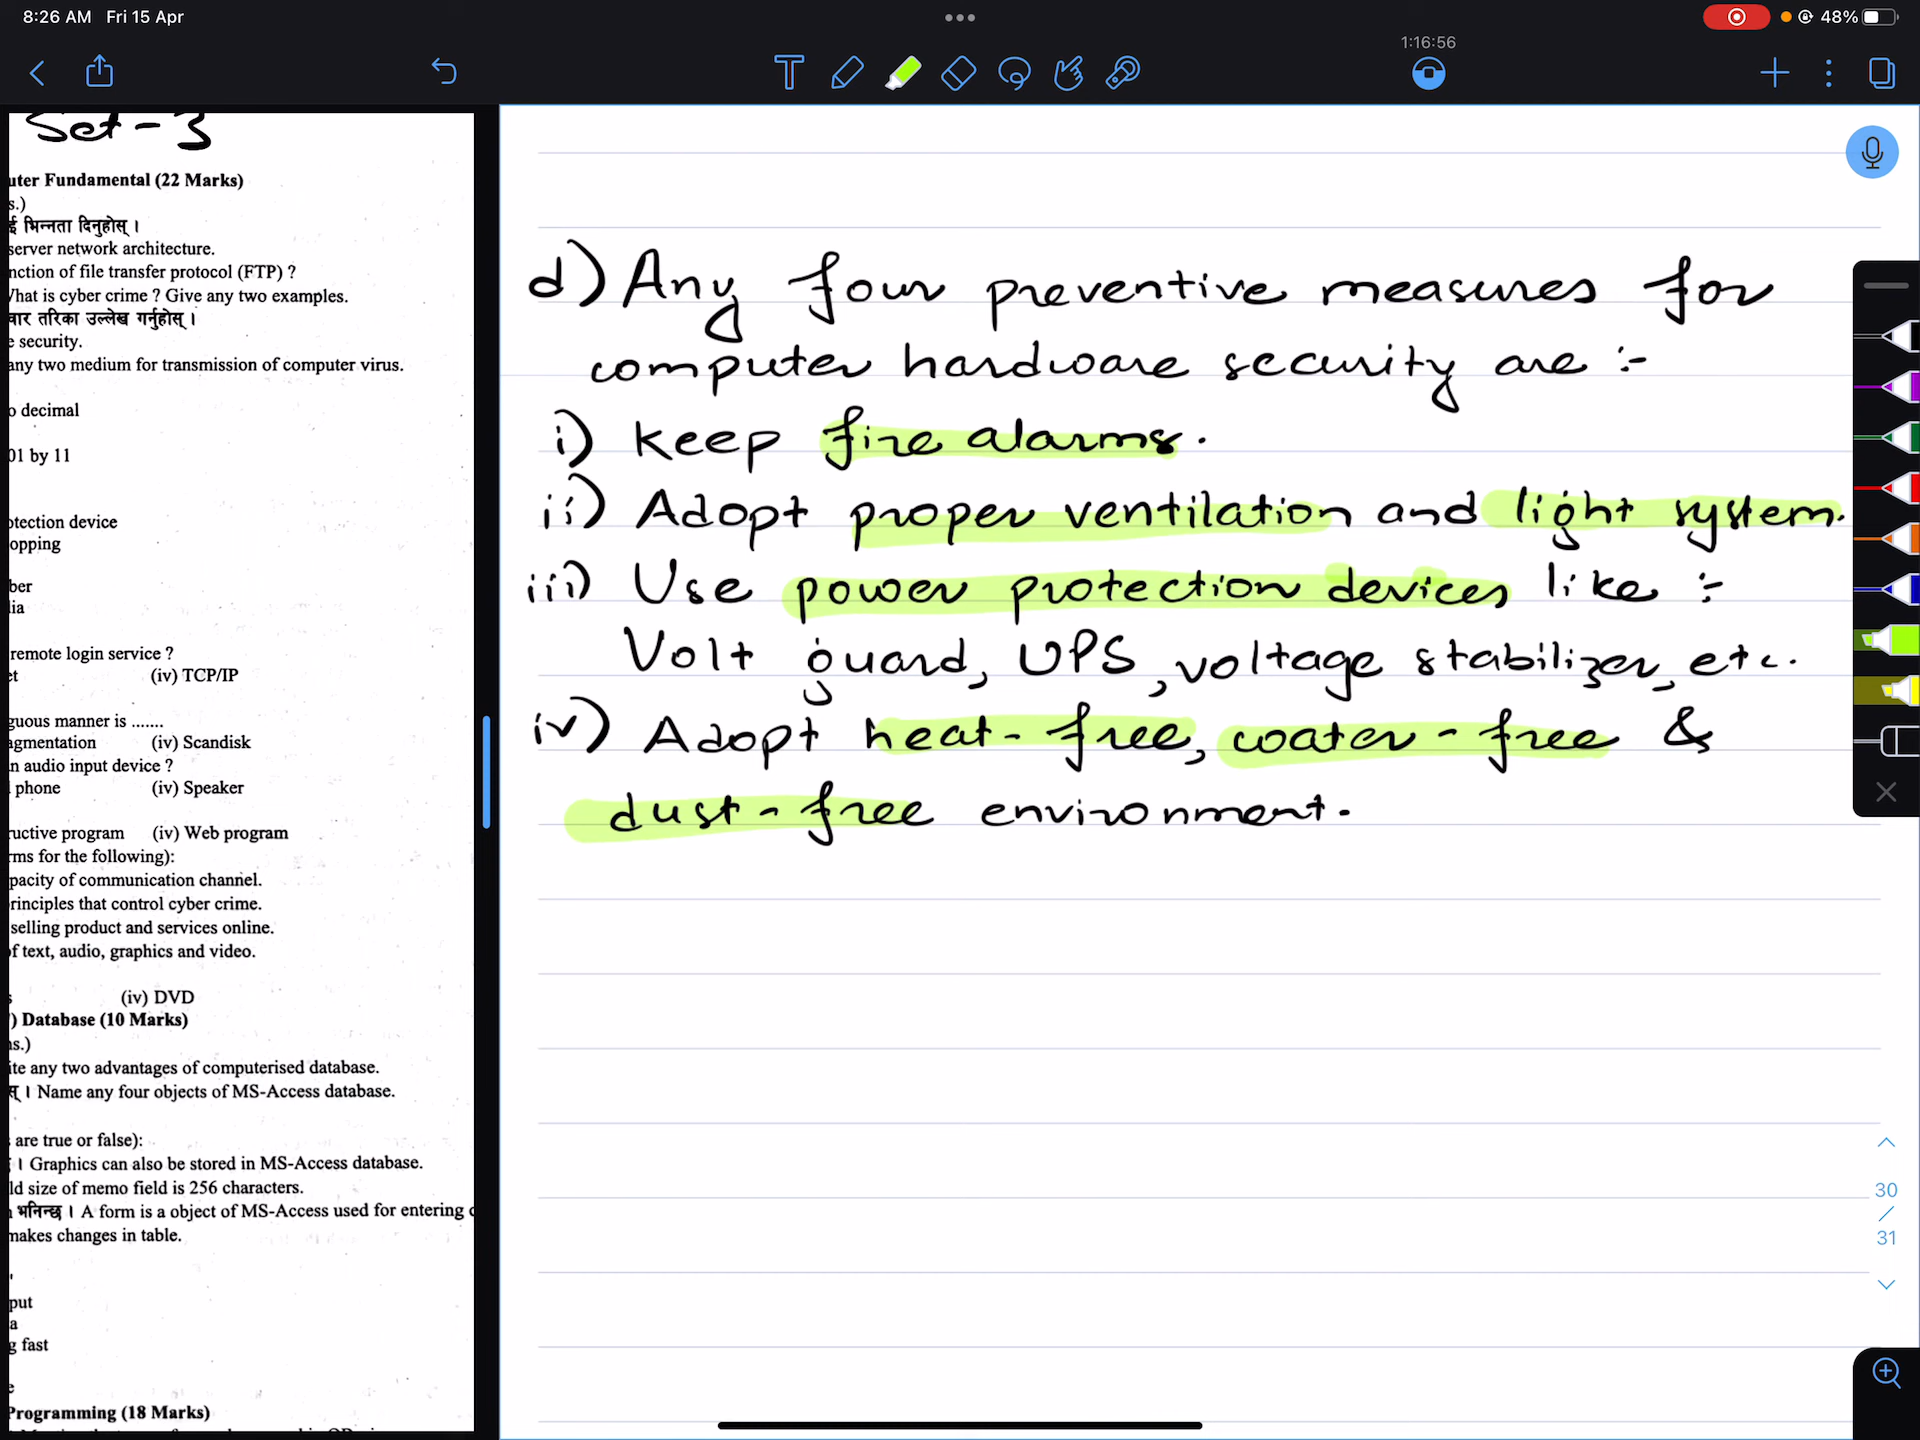 8:26 AM Fri 15 Apr
48%
1:16:56
Set - 3
uter Fundamental (22 Marks)
s.)
ई भिन्नता दिनुहोस् ।
server network architecture.
nction of file transfer protocol (FTP) ?
What is cyber crime ? Give any two examples.
चार तरिका उल्लेख गर्नुहोस् ।
e security.
any two medium for transmission of computer virus.
o decimal
01 by 11
otection device
opping
ber
lia
remote login service ?
et (iv) TCP/IP
guous manner is .......
agmentation (iv) Scandisk
n audio input device ?
phone (iv) Speaker
ructive program (iv) Web program
rms for the following):
pacity of communication channel.
rinciples that control cyber crime.
selling product and services online.
of text, audio, graphics and video.
s (iv) DVD
) Database (10 Marks)
ns.)
ite any two advantages of computerised database.
स् । Name any four objects of MS-Access database.
are true or false):
। Graphics can also be stored in MS-Access database.
ld size of memo field is 256 characters.
भनिन्छ । A form is a object of MS-Access used for entering
makes changes in table.
put
a
g fast
e
Programming (18 Marks)
d) Any four preventive measures for
computer hardware security are :-
i) Keep fire alarms.
ii) Adopt proper ventilation and light system.
iii) Use power protection devices like :-
Volt guard, UPS, voltage stabilizer, etc.
iv) Adopt heat-free, water-free &
dust-free environment.
30
/
31